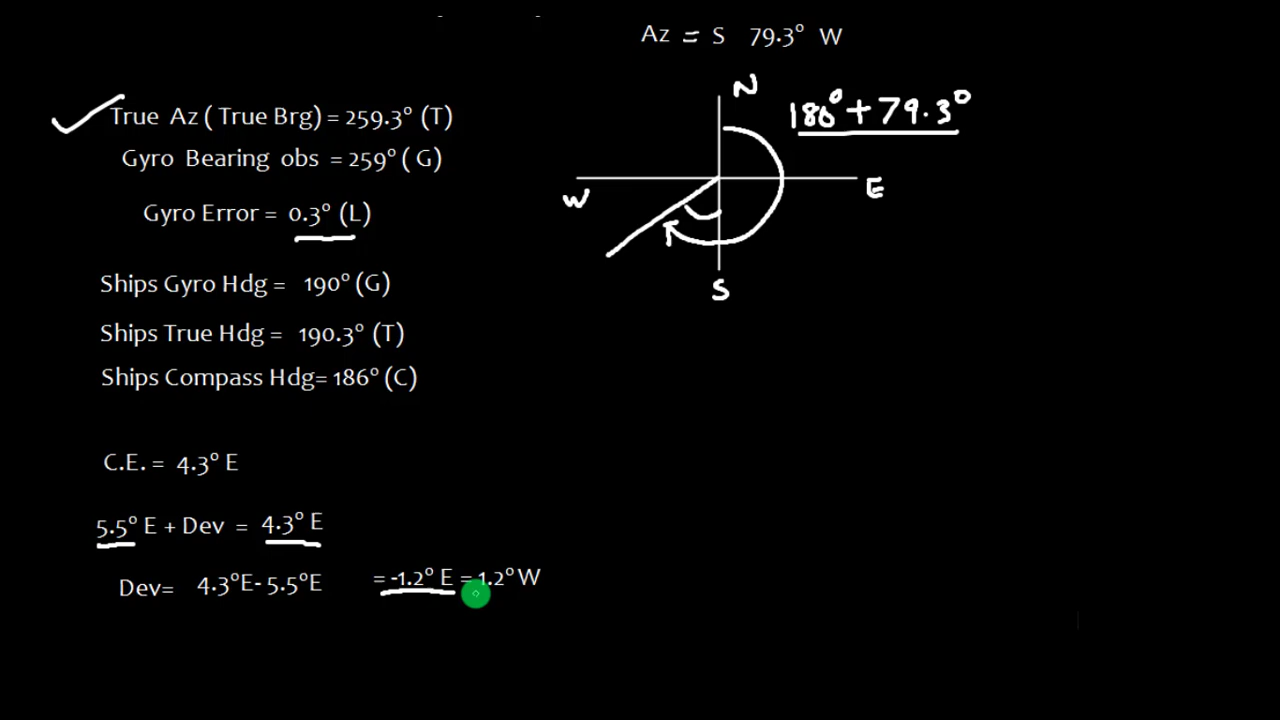 Az = S 79.3° W
N
180° + 79.3°
True Az ( True Brg) = 259.3° (T)
Gyro Bearing obs = 259° ( G)
W
E
Gyro Error = 0.3° (L)
Ships Gyro Hdg = 190° (G)
S
Ships True Hdg = 190.3° (T)
Ships Compass Hdg= 186° (C)
C.E. = 4.3° E
5.5° E + Dev = 4.3° E
Dev= 4.3°E- 5.5°E = -1.2° E = 1.2° W